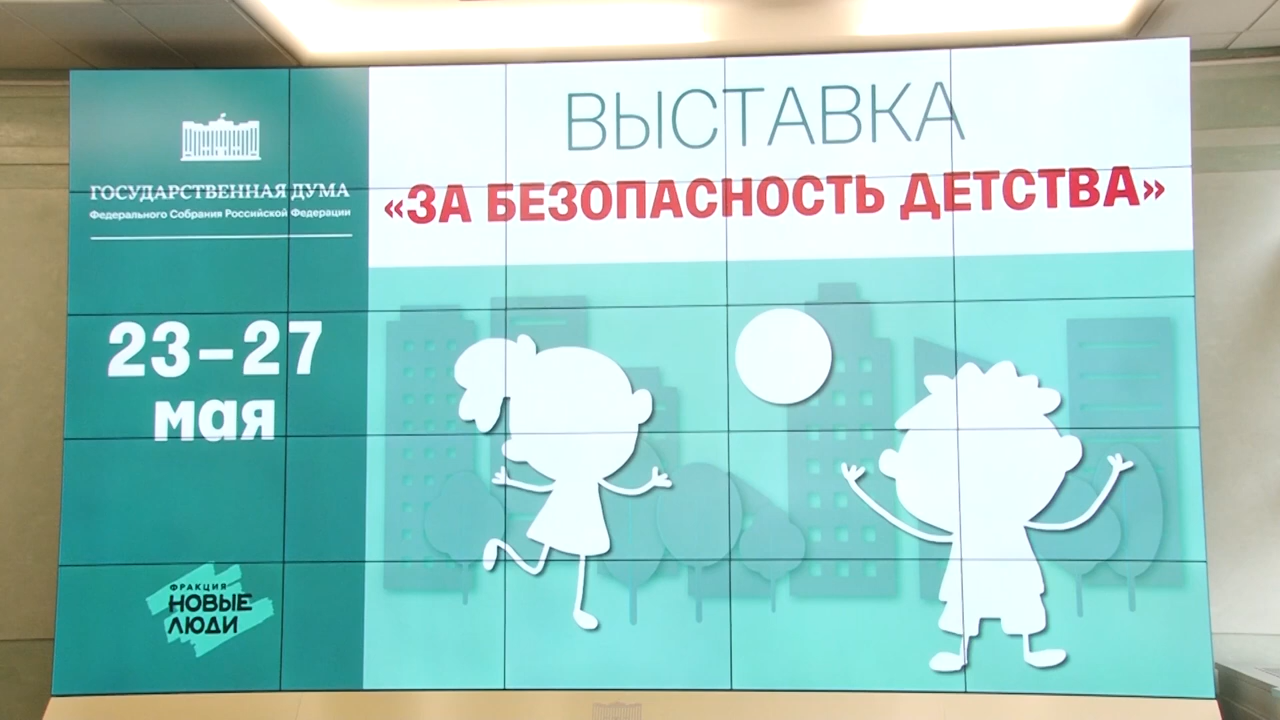 ГОСУДАРСТВЕННАЯ ДУМА
Федерального Собрания Российской Федерации
23–27
мая
ФРАКЦИЯ
НОВЫЕ
ЛЮДИ
ВЫСТАВКА
«ЗА БЕЗОПАСНОСТЬ ДЕТСТВА»